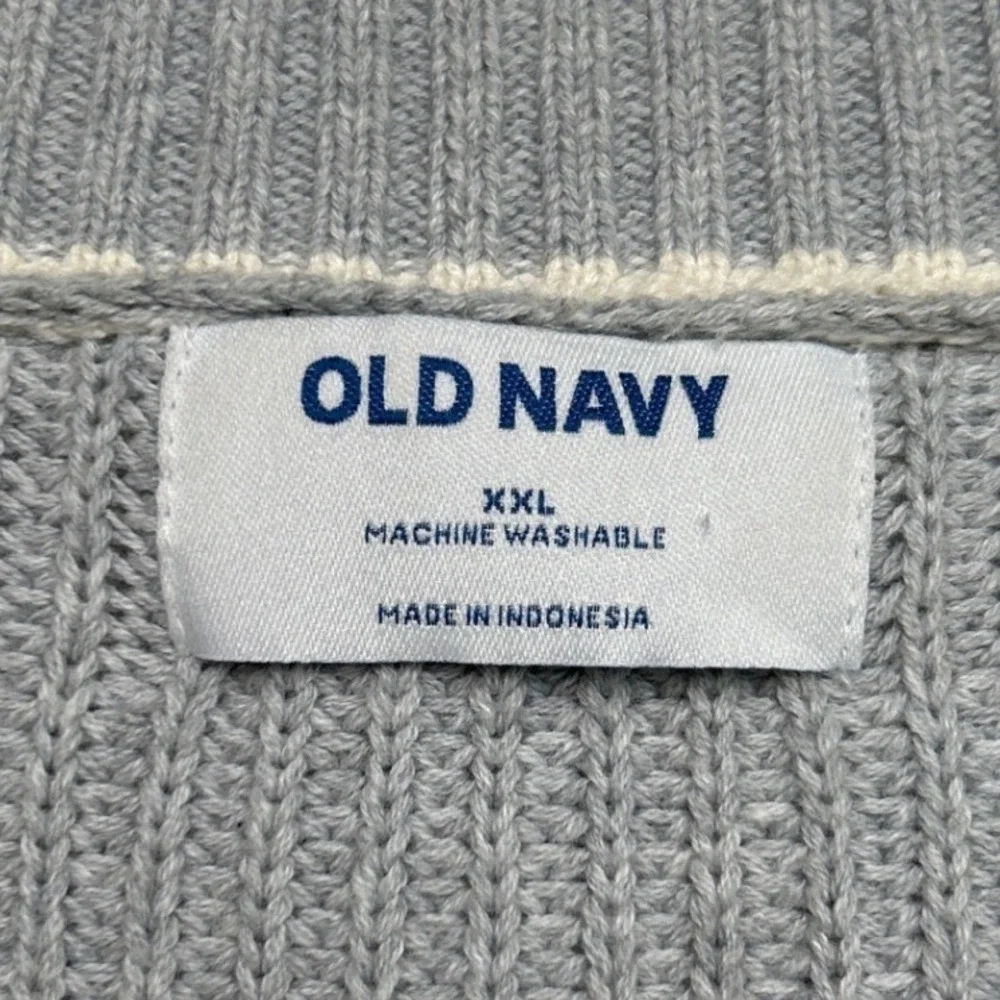 OLD NAVY
XXL
MACHINE WASHABLE
MADE IN INDONESIA